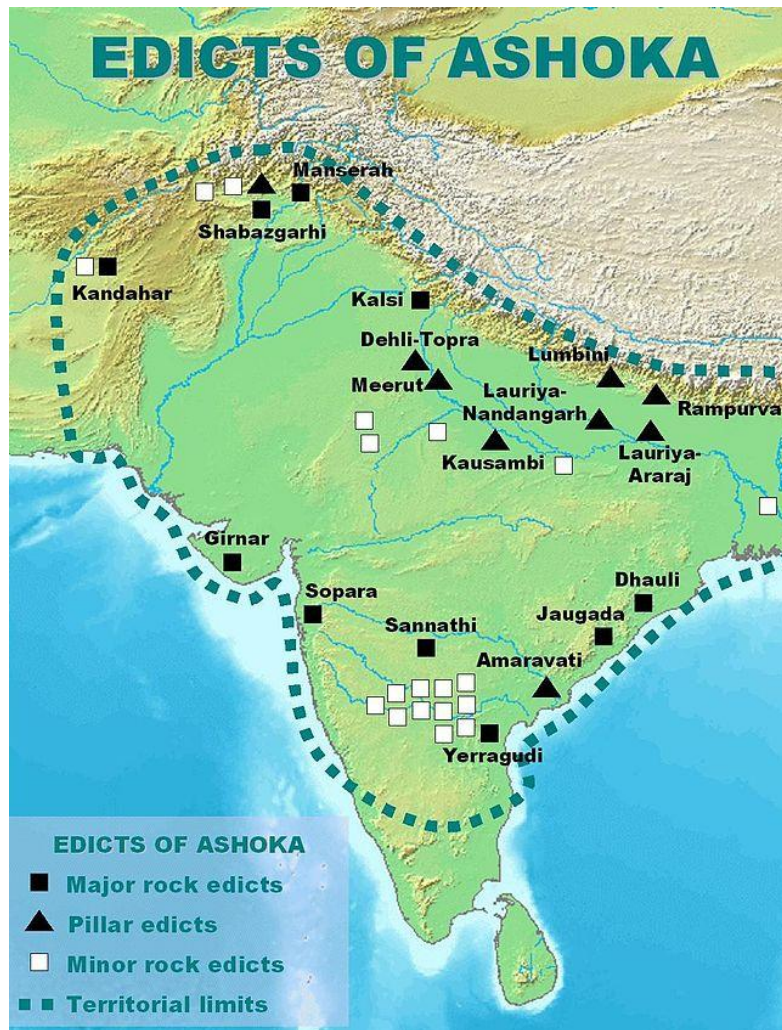 EDICTS OF ASHOKA
Manserah
Shabazgarhi
Kandahar
Kalsi
Dehli-Topra
Lumbini
Meerut
Lauriya-
Nandangarh
Rampurva
Kausambi
Lauriya-
Araraj
Girnar
Sopara
Dhauli
Sannathi
Jaugada
Amaravati
Yerragudi
EDICTS OF ASHOKA
Major rock edicts
Pillar edicts
Minor rock edicts
Territorial limits